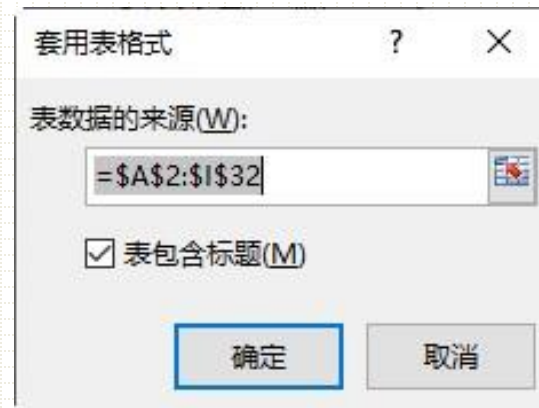 套用表格式 ? ×
表数据的来源(W):
=$A$2:$I$32
表包含标题(M)
确定 取消